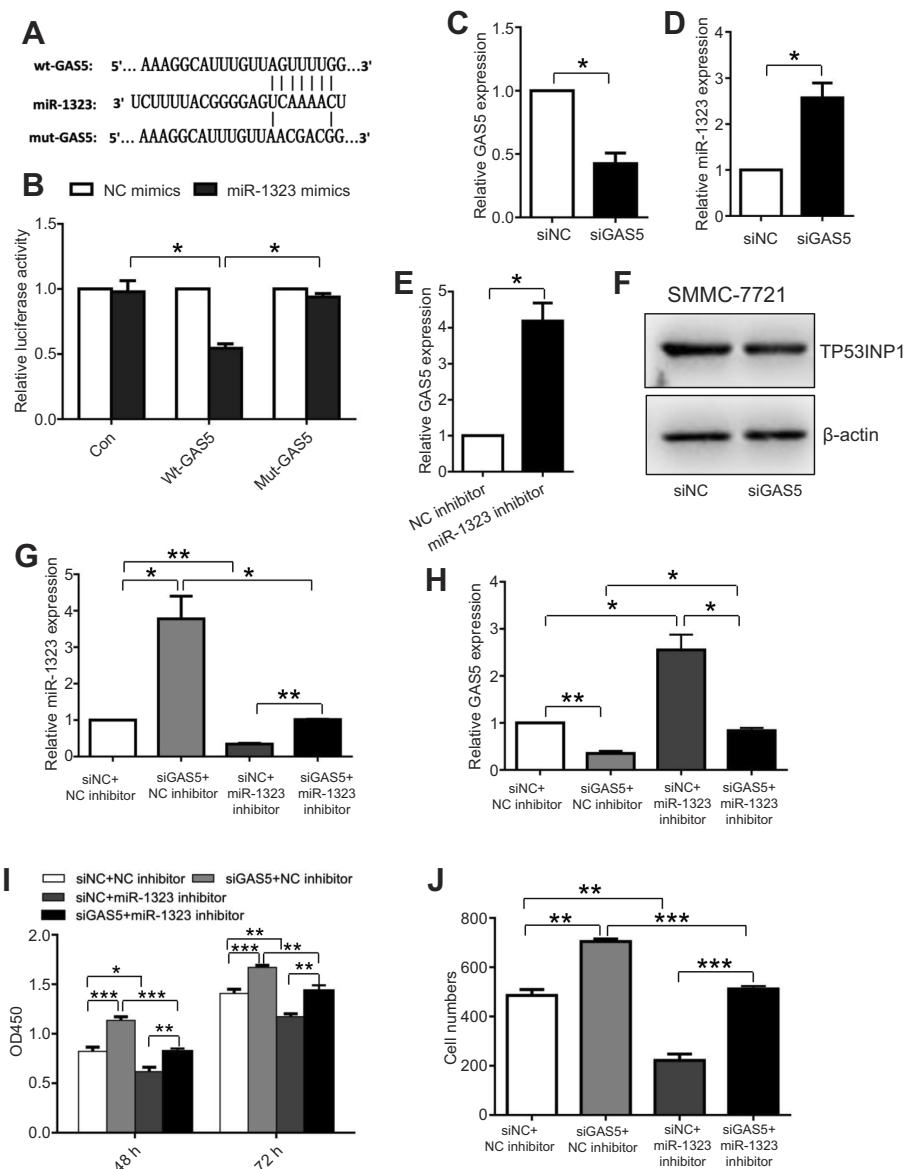 A
wt-GAS5: 5'... AAAGGCAUUUGUUAGUUUUGG...3'
miR-1323: 3' UCUUUUACGGGGAGUCAAAACU
mut-GAS5: 5'... AAAGGCAUUUGUUAACGACGG...3'
B
NC mimics miR-1323 mimics
Relative luciferase activity
1.5
1.0
0.5
0.0
* *
Con Wt-GAS5 Mut-GAS5
C
Relative GAS5 expression
1.5
1.0
0.5
0.0
*
siNC siGAS5
D
Relative miR-1323 expression
4
3
2
1
0
*
siNC siGAS5
E
Relative GAS5 expression
5
4
3
2
1
0
*
NC inhibitor miR-1323 inhibitor
F
SMMC-7721
TP53INP1
β-actin
siNC siGAS5
G
Relative miR-1323 expression
5
4
3
2
1
0
**
* *
**
siNC+ siGAS5+ siNC+ siGAS5+
NC inhibitor NC inhibitor miR-1323 miR-1323
inhibitor inhibitor
H
Relative GAS5 expression
4
3
2
1
0
*
* *
**
siNC+ siGAS5+ siNC+ siGAS5+
NC inhibitor NC inhibitor miR-1323 miR-1323
inhibitor inhibitor
I
siNC+NC inhibitor siGAS5+NC inhibitor
siNC+miR-1323 inhibitor
siGAS5+miR-1323 inhibitor
OD450
2.0
1.5
1.0
0.5
0.0
*
*** ***
**
**
*** **
**
48 h 72 h
J
Cell numbers
800
600
400
200
0
**
** ***
***
siNC+ siGAS5+ siNC+ siGAS5+
NC inhibitor NC inhibitor miR-1323 miR-1323
inhibitor inhibitor